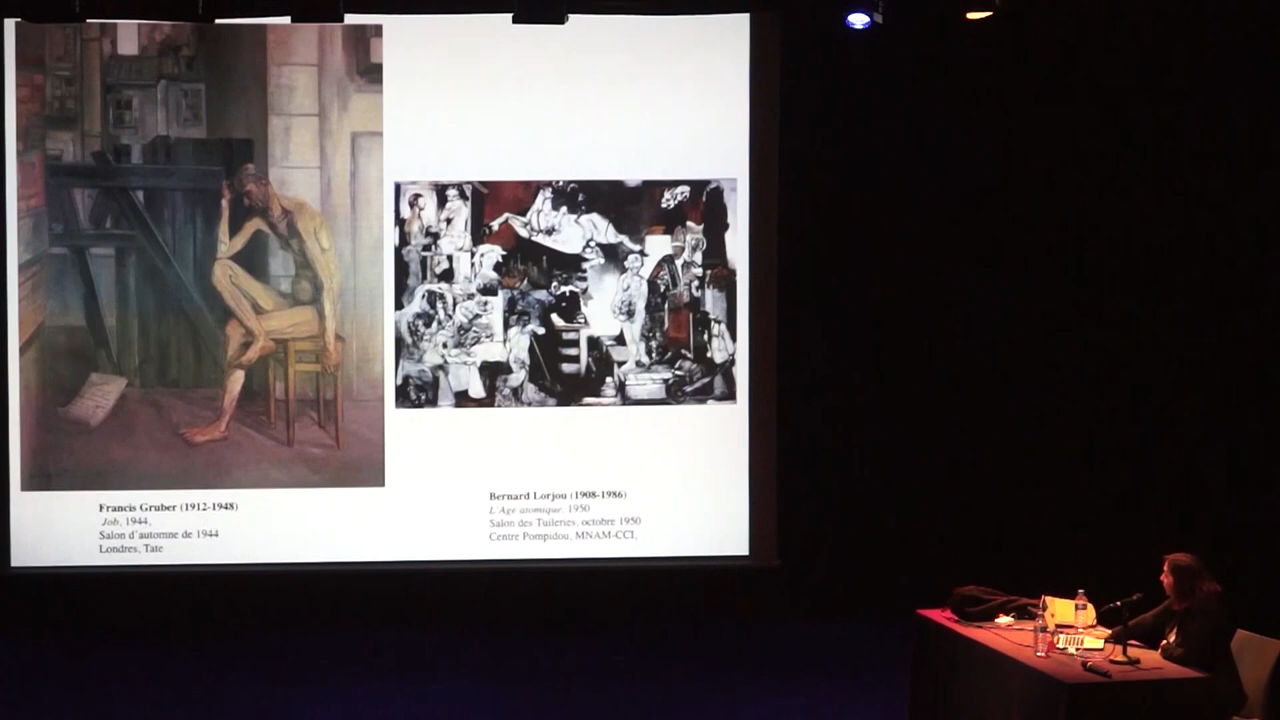 Francis Gruber (1912-1948)
Job, 1944,
Salon d'automne de 1944
Londres, Tate
Bernard Lorjou (1908-1986)
L'Age atomique, 1950
Salon des Tuileries, octobre 1950
Centre Pompidou, MNAM-CCI,